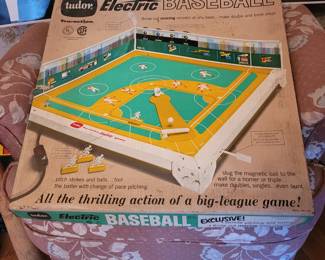 tudor Electric BASEBALL
pitch strikes and balls... fool
the batter with change of pace pitching.
slug the magnetic ball to the
wall for a homer or triple...
make doubles, singles... even bunt.
All the thrilling action of a big-league game!
tudor Electric BASEBALL EXCLUSIVE!